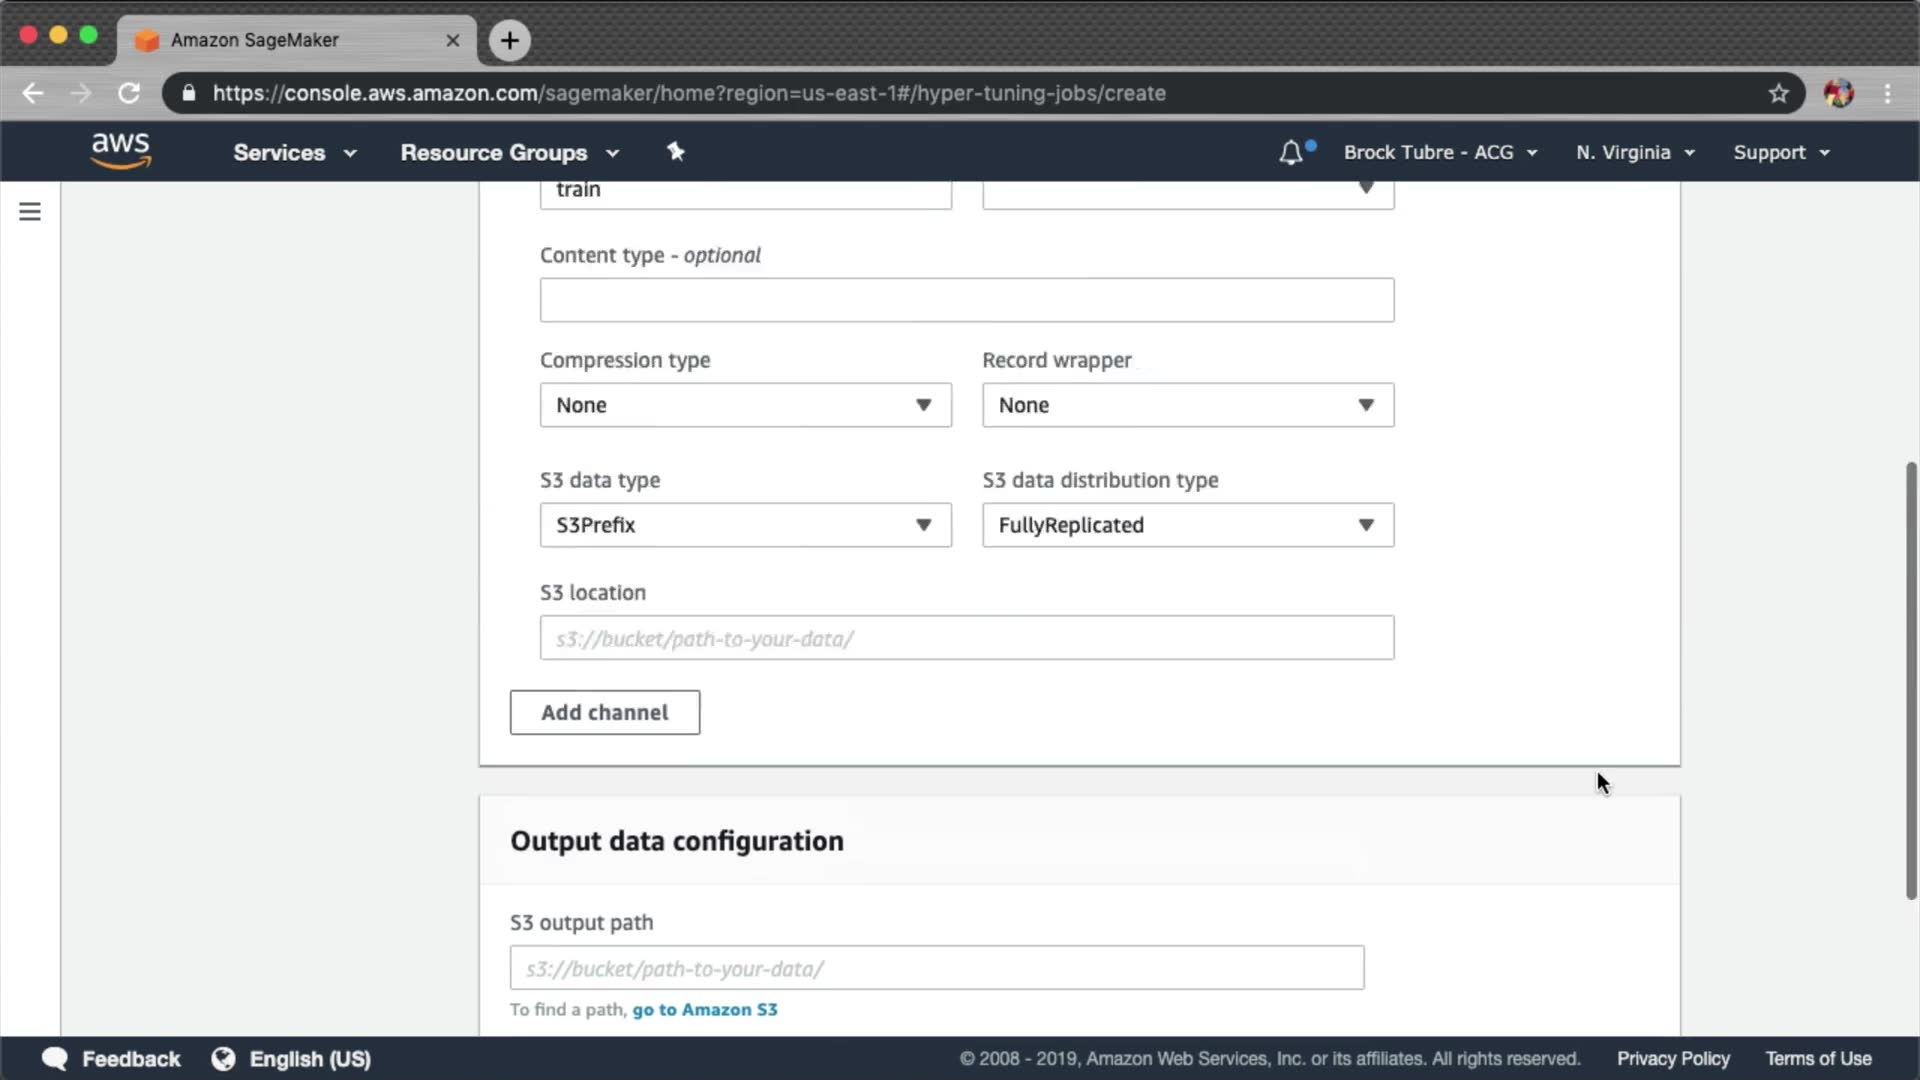 Amazon SageMaker
https://console.aws.amazon.com/sagemaker/home?region=us-east-1#/hyper-tuning-jobs/create
aws Services Resource Groups Brock Tubre - ACG N. Virginia Support
train
Content type - optional
Compression type Record wrapper
None None
S3 data type S3 data distribution type
S3Prefix FullyReplicated
S3 location
s3://bucket/path-to-your-data/
Add channel
Output data configuration
S3 output path
s3://bucket/path-to-your-data/
To find a path, go to Amazon S3
Feedback English (US) © 2008 - 2019, Amazon Web Services, Inc. or its affiliates. All rights reserved. Privacy Policy Terms of Use